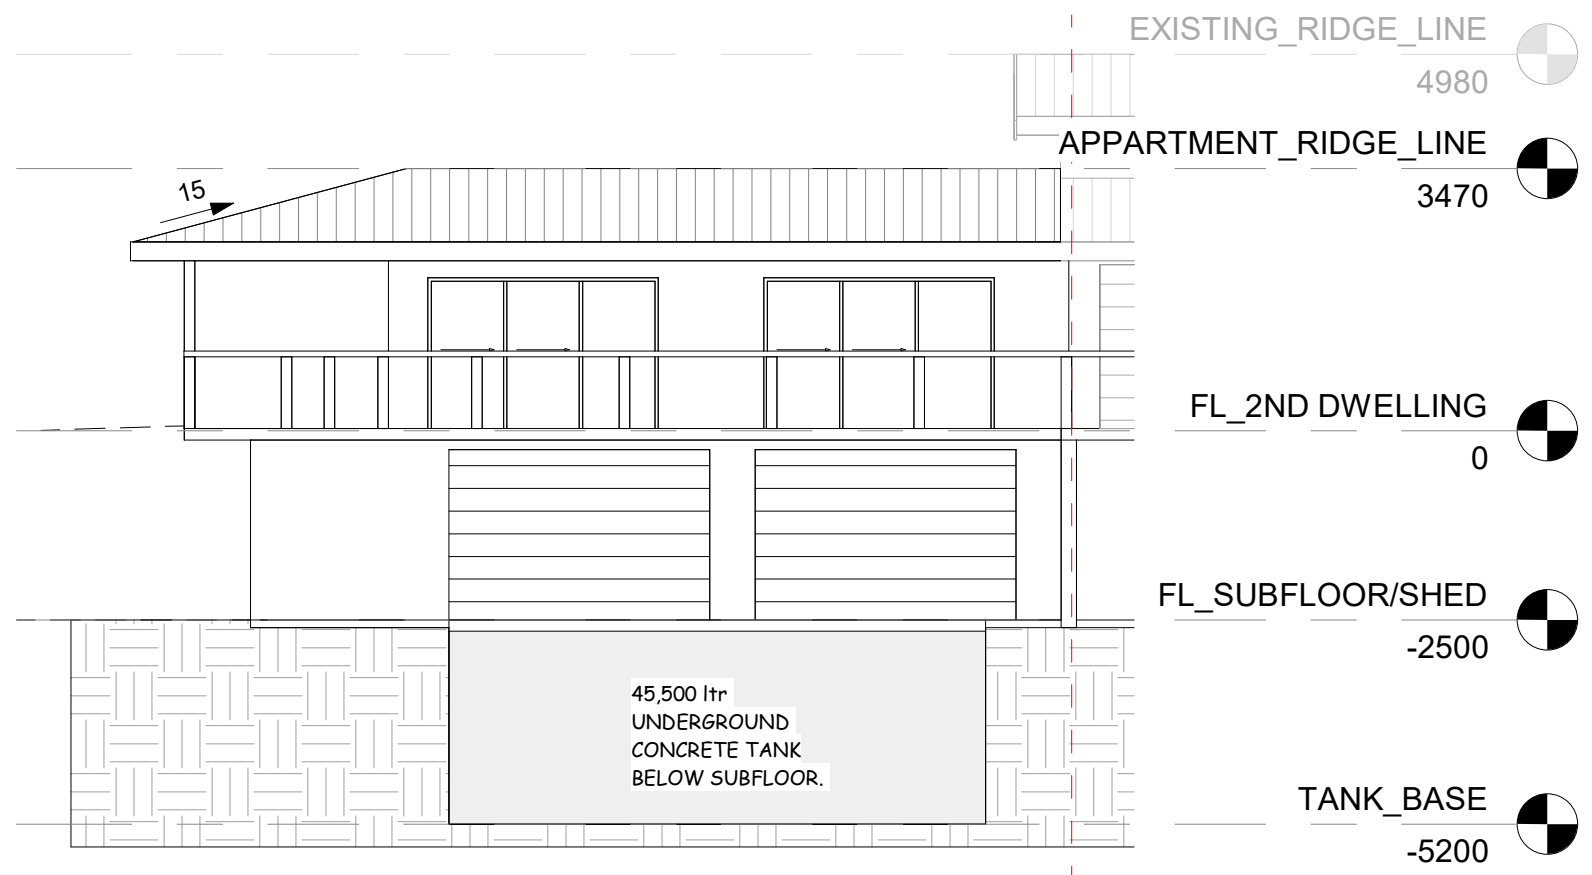 EXISTING_RIDGE_LINE
4980
APPARTMENT_RIDGE_LINE
3470
15
FL_2ND DWELLING
0
FL_SUBFLOOR/SHED
-2500
45,500 ltr
UNDERGROUND
CONCRETE TANK
BELOW SUBFLOOR.
TANK_BASE
-5200